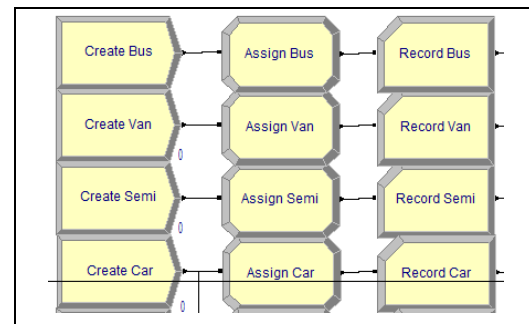 Create Bus Assign Bus Record Bus
Create Van Assign Van Record Van
0
Create Semi Assign Semi Record Semi
0
Create Car Assign Car Record Car
0